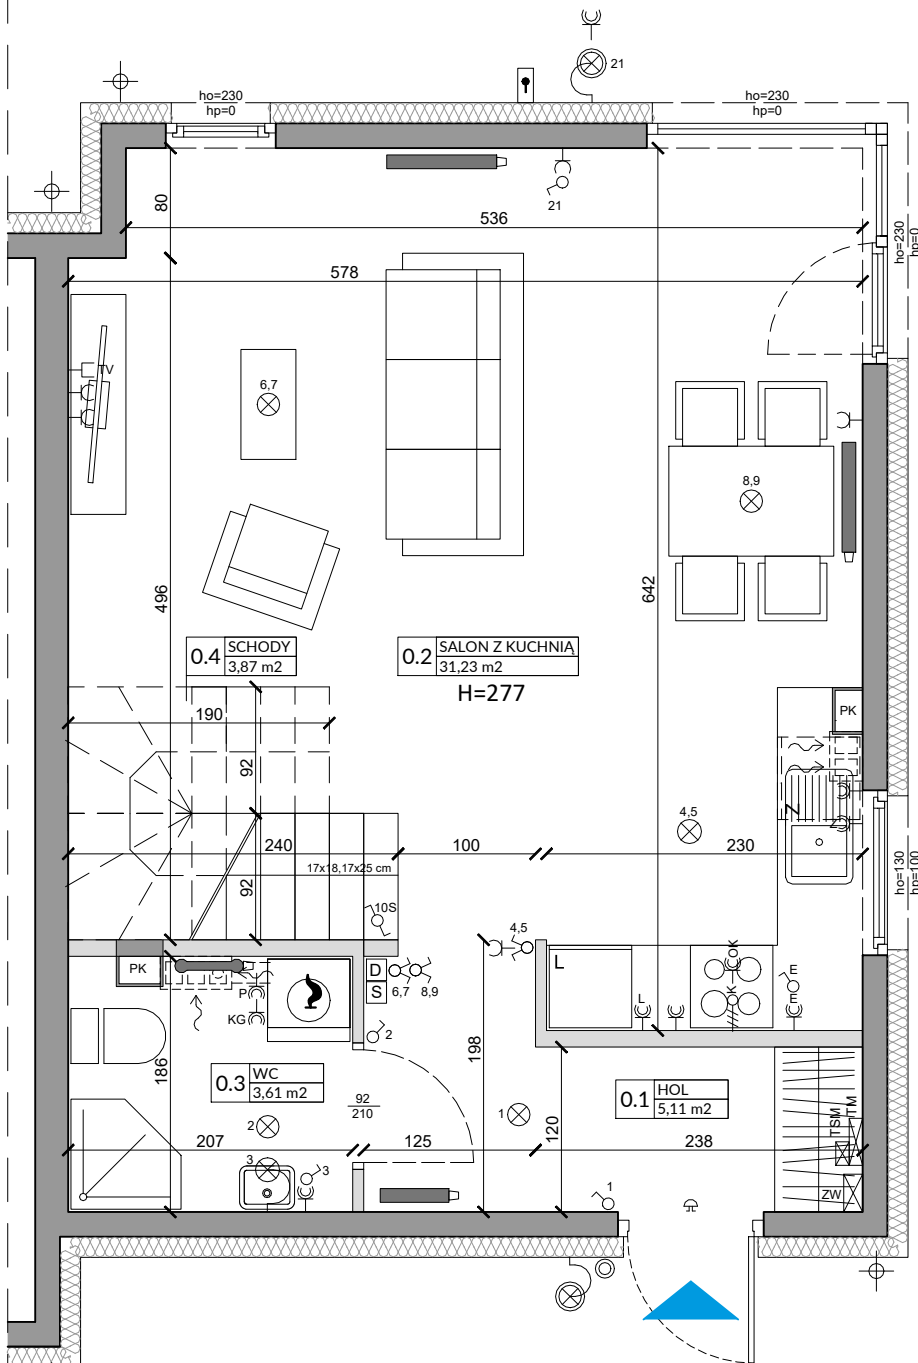 21
ho=230
hp=0
ho=230
hp=0
21
80
536
ho=230
hp=0
578
TV
6,7
8,9
496
642
0.4
SCHODY
3,87 m2
0.2
SALON Z KUCHNIĄ
31,23 m2
H=277
190
PK
92
4,5
240
100
230
17x18,17x25 cm
92
ho=130
hp=100
10S
4,5
PK
P
KG
D
S
6,7
8,9
L
OK
K
E
E
L
2
198
186
0.3
WC
3,61 m2
92
210
0.1
HOL
5,11 m2
2
1
120
TSM
TM
207
125
238
3
3
1
ZW